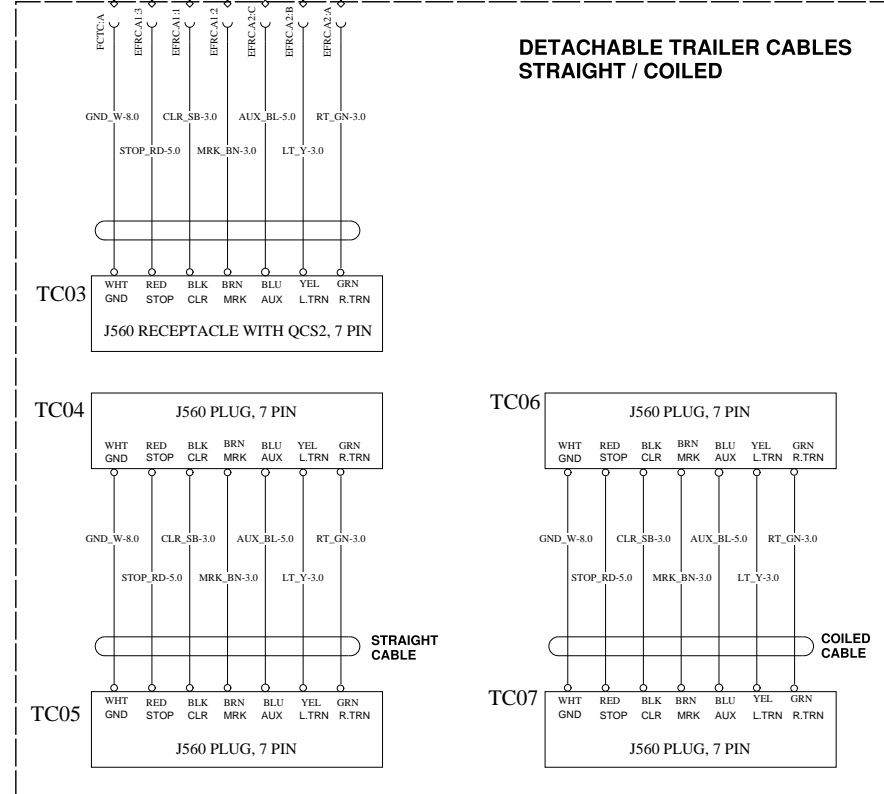 FCTC:A
EFRC.A1:3
EFRC.A1:1
EFRC.A1:2
EFRC.A2:C
EFRC.A2:B
EFRC.A2:A
DETACHABLE TRAILER CABLES
STRAIGHT / COILED
GND_W-8.0 CLR_SB-3.0 AUX_BL-5.0 RT_GN-3.0
STOP_RD-5.0 MRK_BN-3.0 LT_Y-3.0
TC03
WHT RED BLK BRN BLU YEL GRN
GND STOP CLR MRK AUX L.TRN R.TRN
J560 RECEPTACLE WITH QCS2, 7 PIN
TC04
J560 PLUG, 7 PIN
WHT RED BLK BRN BLU YEL GRN
GND STOP CLR MRK AUX L.TRN R.TRN
GND_W-8.0 CLR_SB-3.0 AUX_BL-5.0 RT_GN-3.0
STOP_RD-5.0 MRK_BN-3.0 LT_Y-3.0
STRAIGHT
CABLE
TC05
WHT RED BLK BRN BLU YEL GRN
GND STOP CLR MRK AUX L.TRN R.TRN
J560 PLUG, 7 PIN
TC06
J560 PLUG, 7 PIN
WHT RED BLK BRN BLU YEL GRN
GND STOP CLR MRK AUX L.TRN R.TRN
GND_W-8.0 CLR_SB-3.0 AUX_BL-5.0 RT_GN-3.0
STOP_RD-5.0 MRK_BN-3.0 LT_Y-3.0
COILED
CABLE
TC07
WHT RED BLK BRN BLU YEL GRN
GND STOP CLR MRK AUX L.TRN R.TRN
J560 PLUG, 7 PIN